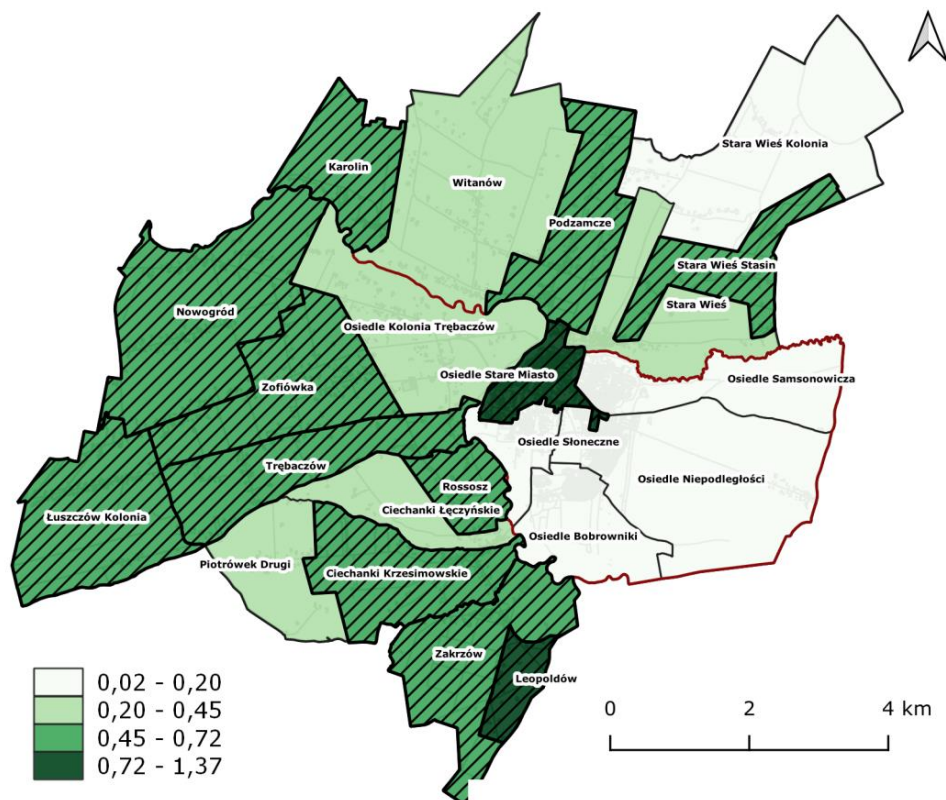 Stara Wieś Kolonia
Karolin
Witanów
Podzamcze
Stara Wieś Stasin
Stara Wieś
Nowogród
Osiedle Kolonia Trębaczów
Osiedle Stare Miasto
Osiedle Samsonowicza
Zofiówka
Osiedle Słoneczne
Trębaczów
Rossosz
Osiedle Niepodległości
Łuszczów Kolonia
Ciechanki Łęczyńskie
Osiedle Bobrowniki
Piotrówek Drugi
Ciechanki Krzesimowskie
Zakrzów
Leopoldów
0,02 - 0,20
0,20 - 0,45
0,45 - 0,72
0,72 - 1,37
0 2 4 km